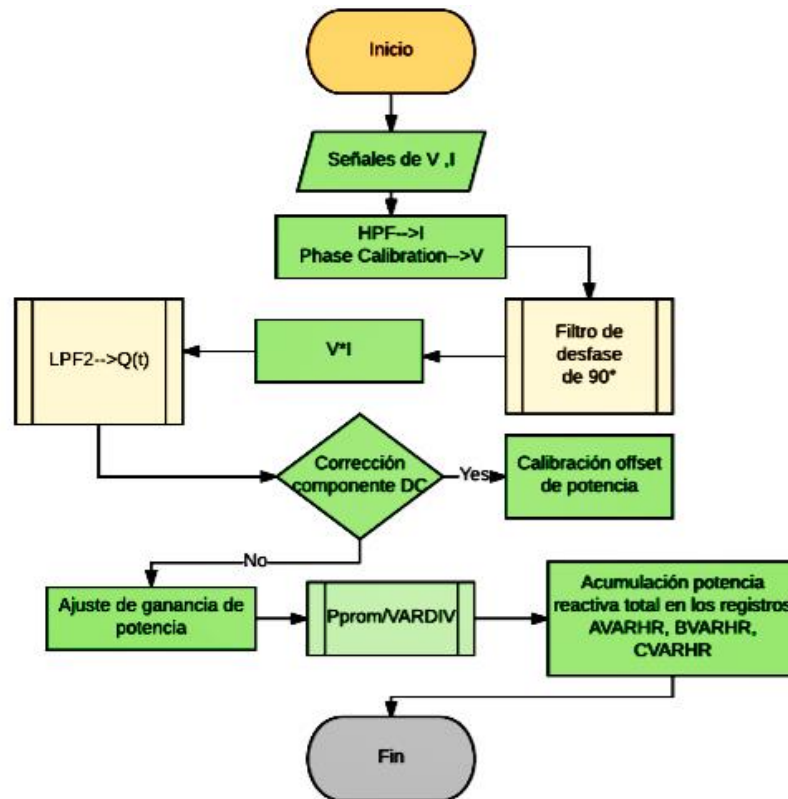 Inicio
Señales de V ,I
HPF-->I
Phase Calibration-->V
Filtro de
desfase
de 90°
V*I
LPF2-->Q(t)
Corrección
componente DC
Yes
Calibración offset
de potencia
No
Ajuste de ganancia de
potencia
Pprom/VARDIV
Acumulación potencia
reactiva total en los registros
AVARHR, BVARHR,
CVARHR
Fin